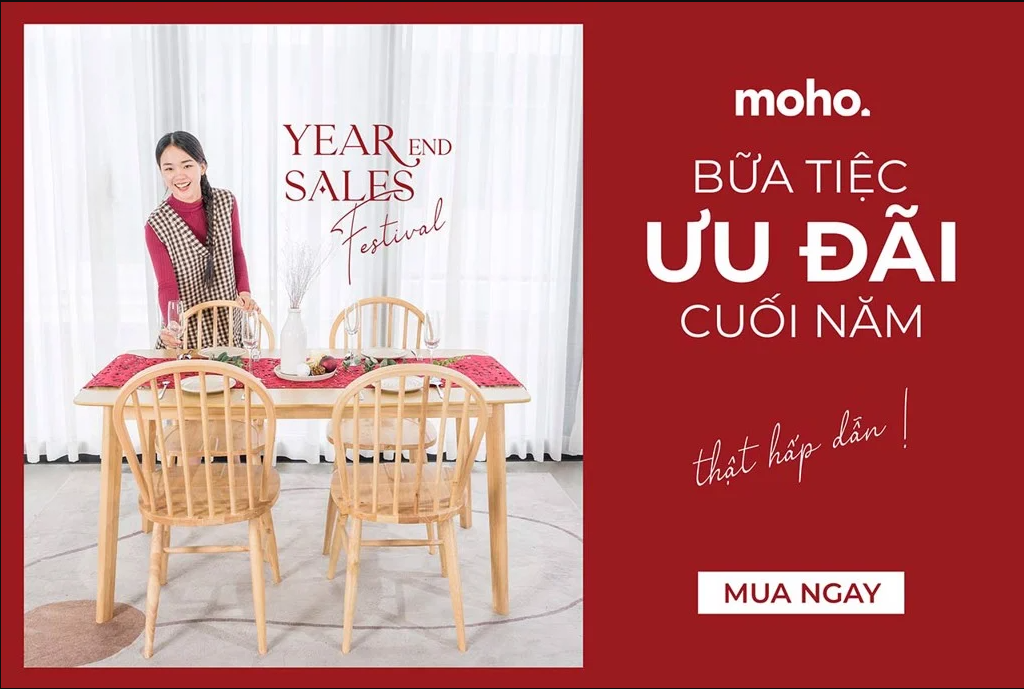 YEAR END
SALES
Festival
moho.
BỮA TIỆC
ƯU ĐÃI
CUỐI NĂM
thật hấp dẫn !
MUA NGAY